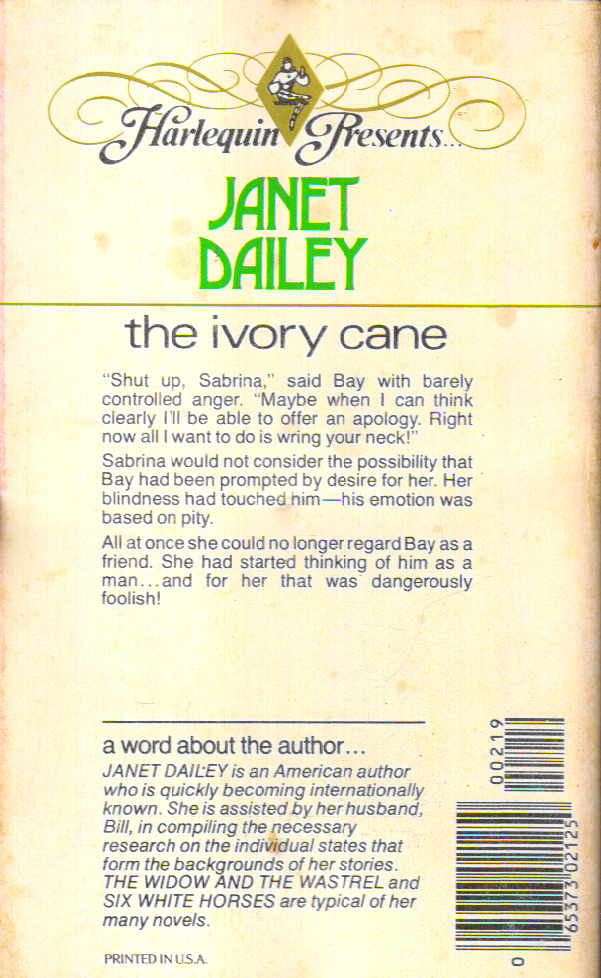 Harlequin Presents...
JANET
DAILEY
the ivory cane
"Shut up, Sabrina," said Bay with barely
controlled anger. "Maybe when I can think
clearly I'll be able to offer an apology. Right
now all I want to do is wring your neck!"
Sabrina would not consider the possibility that
Bay had been prompted by desire for her. Her
blindness had touched him—his emotion was
based on pity.
All at once she could no longer regard Bay as a
friend. She had started thinking of him as a
man...and for her that was dangerously
foolish!
a word about the author...
JANET DAILEY is an American author
who is quickly becoming internationally
known. She is assisted by her husband,
Bill, in compiling the necessary
research on the individual states that
form the backgrounds of her stories.
THE WIDOW AND THE WASTREL and
SIX WHITE HORSES are typical of her
many novels.
PRINTED IN U.S.A.
00219
0 65373 02125